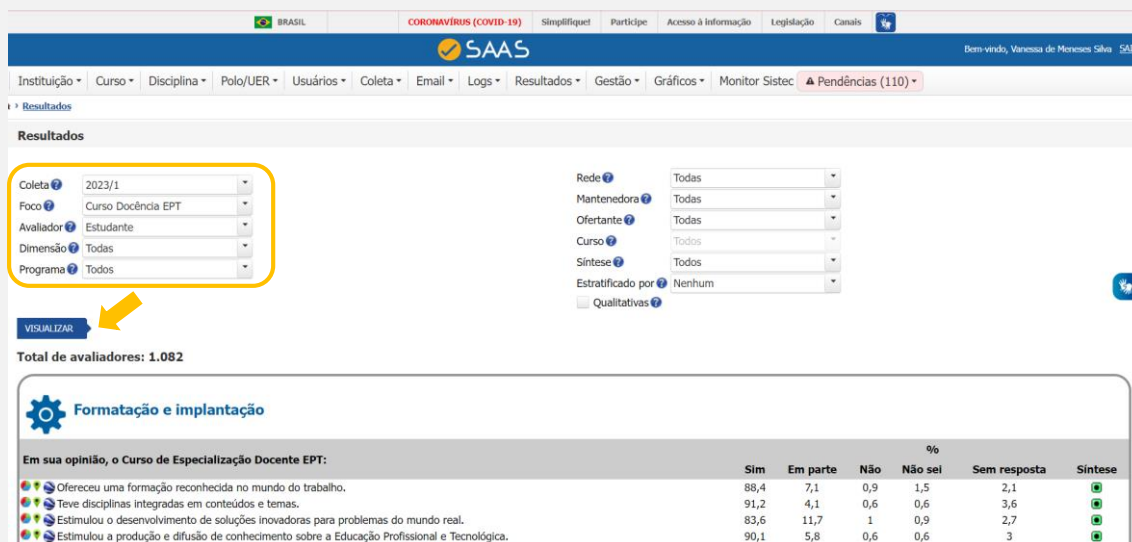 BRASIL CORONAVÍRUS (COVID-19) Simplifique! Participe Acesso à informação Legislação Canais
SAAS
Bem-vindo, Vanessa de Meneses Silva
Instituição Curso Disciplina Polo/UER Usuários Coleta Email Logs Resultados Gestão Gráficos Monitor Sistec Pendências (110)
› Resultados
Resultados
Coleta 2023/1
Foco Curso Docência EPT
Avaliador Estudante
Dimensão Todas
Programa Todos
Rede Todas
Mantenedora Todas
Ofertante Todas
Curso Todos
Síntese Todos
Estratificado por Nenhum
Qualitativas
VISUALIZAR
Total de avaliadores: 1.082
Formatação e implantação
%
Em sua opinião, o Curso de Especialização Docente EPT: Sim Em parte Não Não sei Sem resposta Síntese
Ofereceu uma formação reconhecida no mundo do trabalho. 88,4 7,1 0,9 1,5 2,1
Teve disciplinas integradas em conteúdos e temas. 91,2 4,1 0,6 0,6 3,6
Estimulou o desenvolvimento de soluções inovadoras para problemas do mundo real. 83,6 11,7 1 0,9 2,7
Estimulou a produção e difusão de conhecimento sobre a Educação Profissional e Tecnológica. 90,1 5,8 0,6 0,6 3